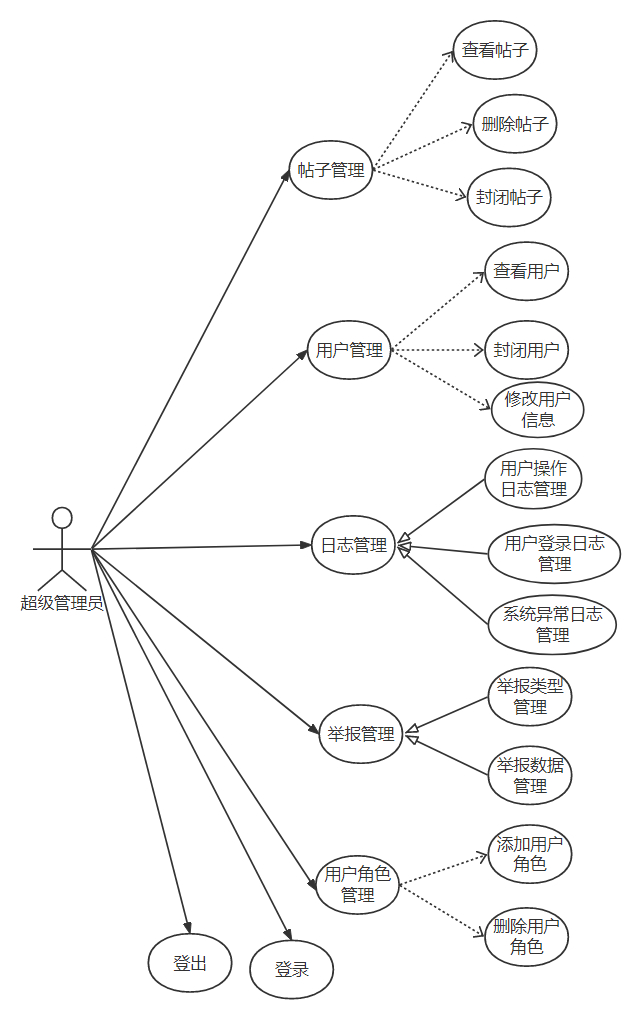 查看帖子
删除帖子
帖子管理
封闭帖子
查看用户
用户管理
封闭用户
修改用户
信息
用户操作
日志管理
日志管理
用户登录日志
管理
系统异常日志
管理
超级管理员
举报类型
管理
举报管理
举报数据
管理
添加用户
角色
用户角色
管理
删除用户
角色
登出
登录